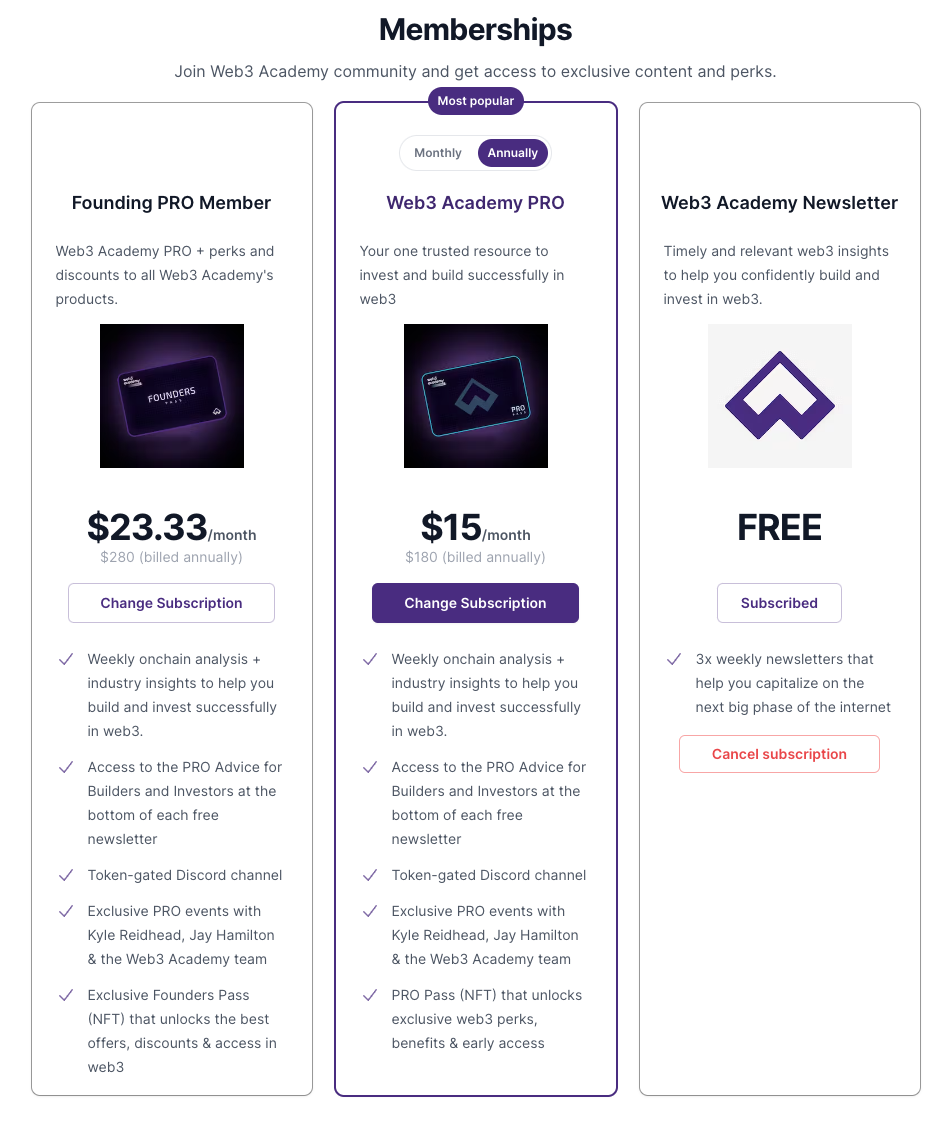 Memberships
Join Web3 Academy community and get access to exclusive content and perks.
Founding PRO Member
Web3 Academy PRO + perks and
discounts to all Web3 Academy's
products.
web3
academy
FOUNDERS
PASS
$23.33/month
$280 (billed annually)
Change Subscription
Weekly onchain analysis +
industry insights to help you
build and invest successfully
in web3.
Access to the PRO Advice for
Builders and Investors at the
bottom of each free
newsletter
Token-gated Discord channel
Exclusive PRO events with
Kyle Reidhead, Jay Hamilton
& the Web3 Academy team
Exclusive Founders Pass
(NFT) that unlocks the best
offers, discounts & access in
web3
Most popular
Monthly Annually
Web3 Academy PRO
Your one trusted resource to
invest and build successfully in
web3
web3
academy
PRO
PASS
$15/month
$180 (billed annually)
Change Subscription
Weekly onchain analysis +
industry insights to help you
build and invest successfully
in web3.
Access to the PRO Advice for
Builders and Investors at the
bottom of each free
newsletter
Token-gated Discord channel
Exclusive PRO events with
Kyle Reidhead, Jay Hamilton
& the Web3 Academy team
PRO Pass (NFT) that unlocks
exclusive web3 perks,
benefits & early access
Web3 Academy Newsletter
Timely and relevant web3 insights
to help you confidently build and
invest in web3.
FREE
Subscribed
3x weekly newsletters that
help you capitalize on the
next big phase of the internet
Cancel subscription